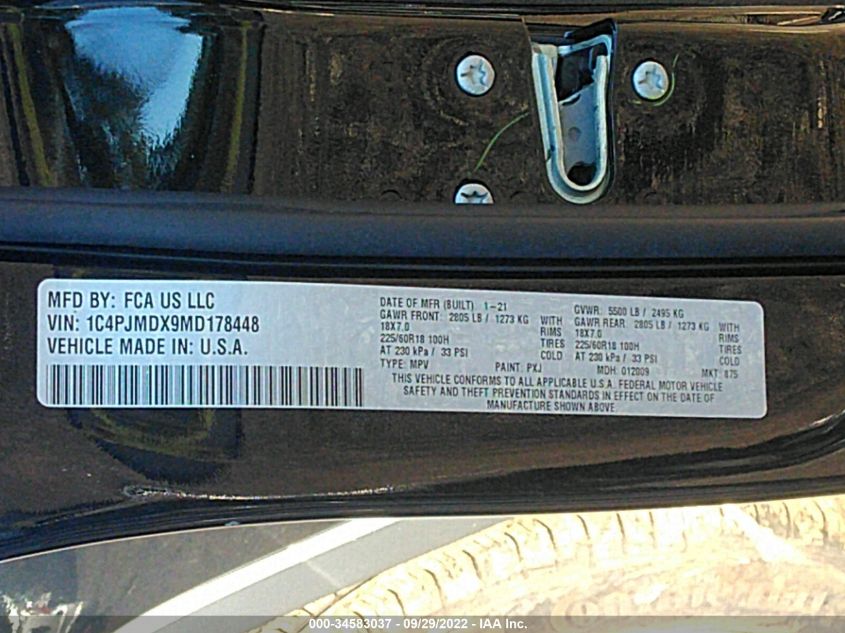 MFD BY: FCA US LLC
VIN: 1C4PJMDX9MD178448
VEHICLE MADE IN: U.S.A.
DATE OF MFR (BUILT) 1-21
GVWR: 5500 LB / 2495 KG
GAWR FRONT: 2805 LB / 1273 KG WITH
18X7.0 RIMS
225/60R18 100H TIRES
AT 230 kPa / 33 PSI COLD
GAWR REAR: 2805 LB / 1273 KG WITH
18X7.0 RIMS
225/60R18 100H TIRES
AT 230 kPa / 33 PSI COLD
TYPE: MPV PAINT: PXJ MDH: 012009 MKT: 875
THIS VEHICLE CONFORMS TO ALL APPLICABLE U.S.A. FEDERAL MOTOR VEHICLE
SAFETY AND THEFT PREVENTION STANDARDS IN EFFECT ON THE DATE OF
MANUFACTURE SHOWN ABOVE
000-34583037 - 09/29/2022 - IAA Inc.